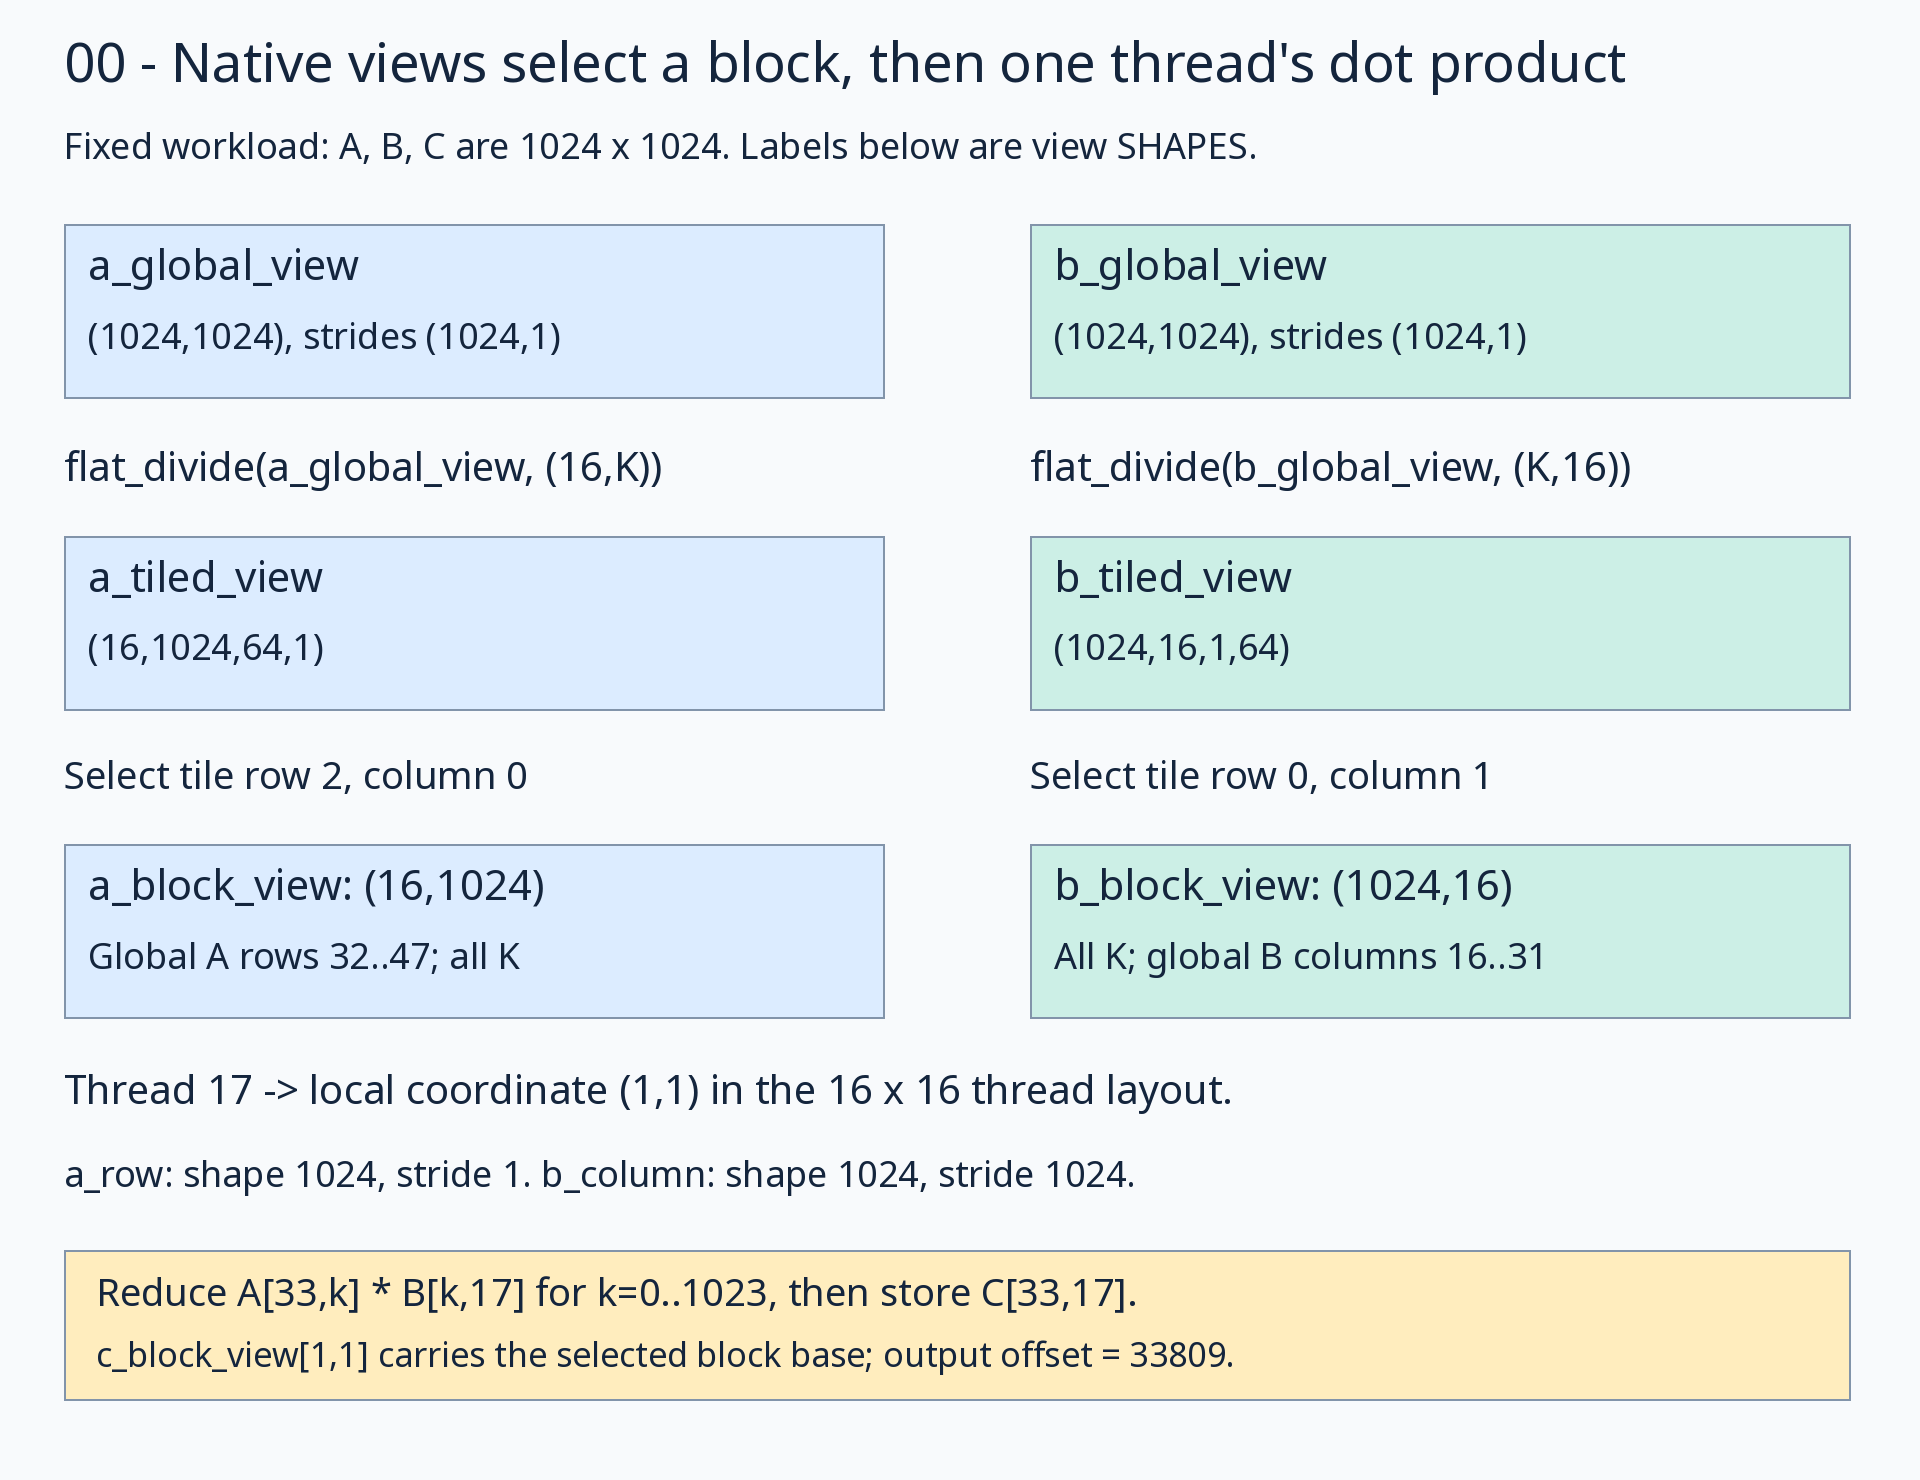 00 - Native views select a block, then one thread's dot product
Fixed workload: A, B, C are 1024 x 1024. Labels below are view SHAPES.
a_global_view
(1024,1024), strides (1024,1)
b_global_view
(1024,1024), strides (1024,1)
flat_divide(a_global_view, (16,K))
flat_divide(b_global_view, (K,16))
a_tiled_view
(16,1024,64,1)
b_tiled_view
(1024,16,1,64)
Select tile row 2, column 0
Select tile row 0, column 1
a_block_view: (16,1024)
Global A rows 32..47; all K
b_block_view: (1024,16)
All K; global B columns 16..31
Thread 17 -> local coordinate (1,1) in the 16 x 16 thread layout.
a_row: shape 1024, stride 1. b_column: shape 1024, stride 1024.
Reduce A[33,k] * B[k,17] for k=0..1023, then store C[33,17].
c_block_view[1,1] carries the selected block base; output offset = 33809.